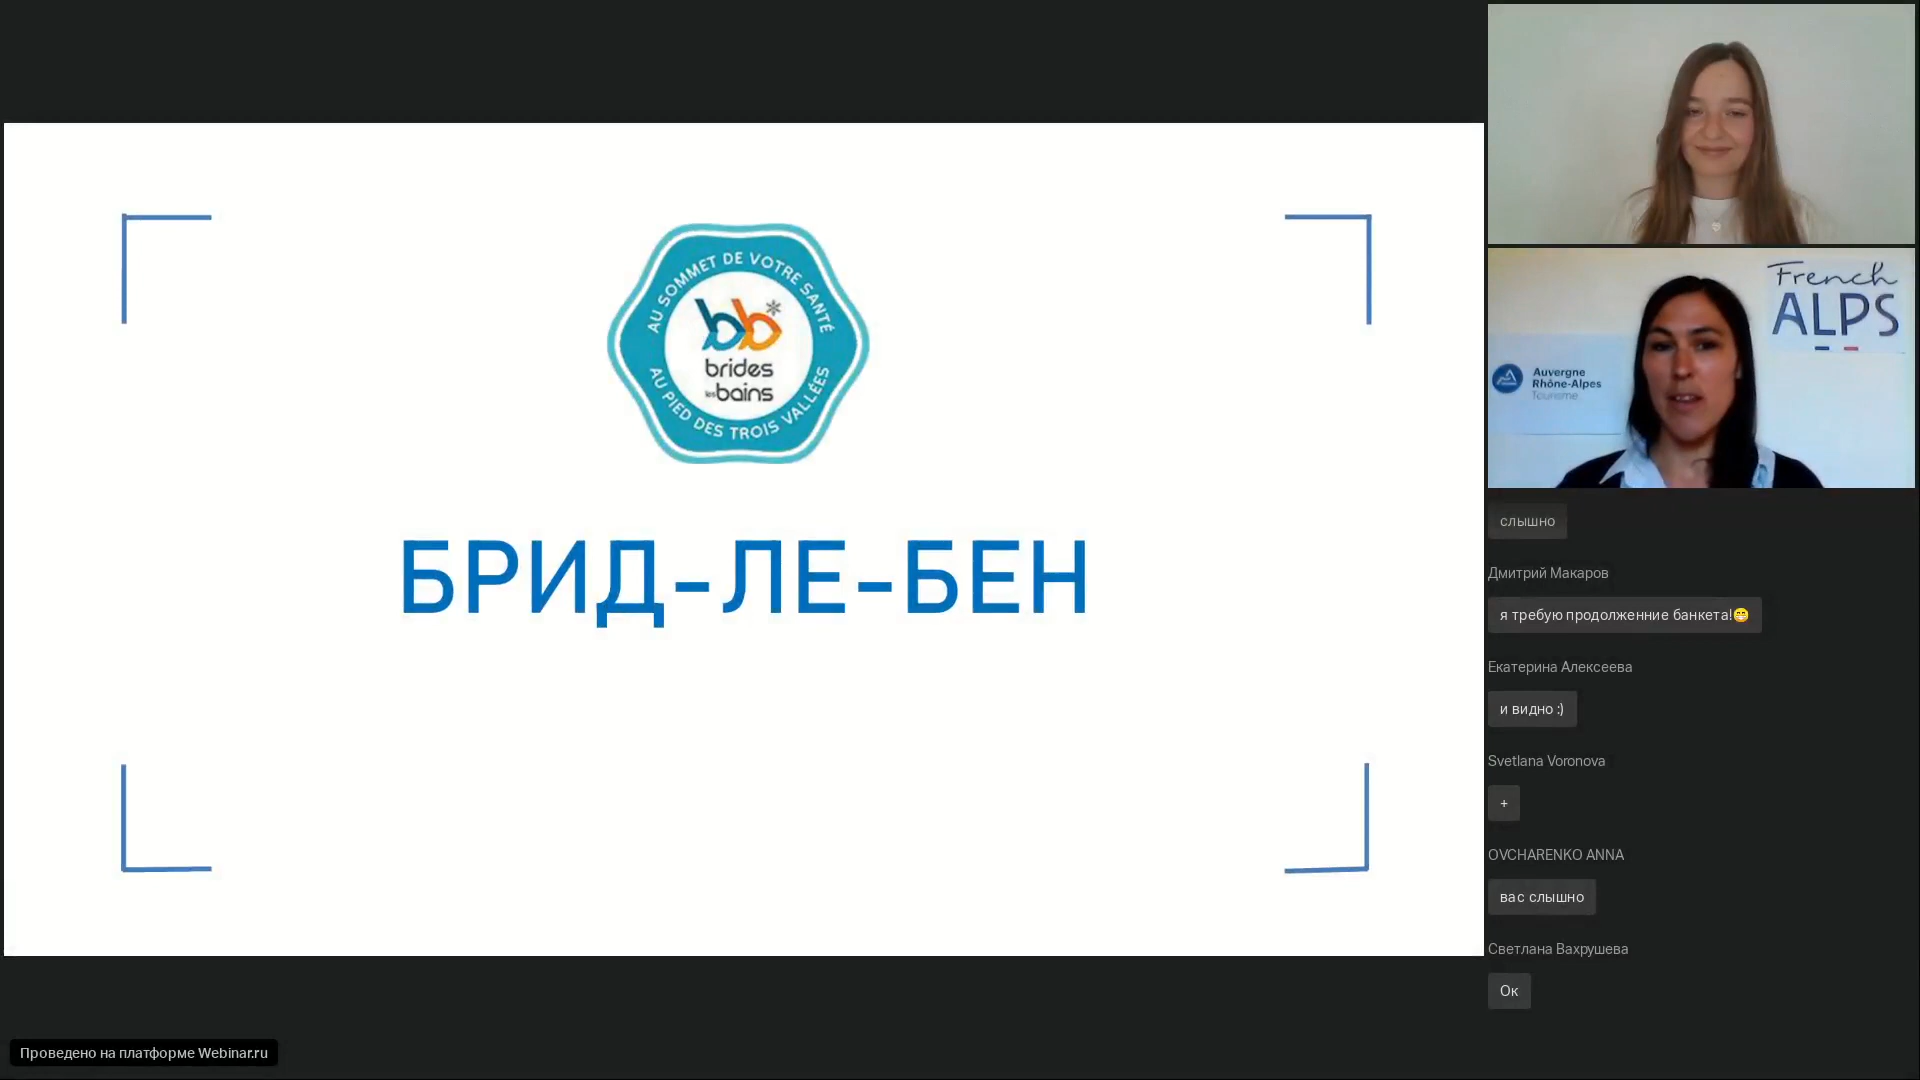 AU SOMMET DE VOTRE SANTÉ
bb*
brides
les bains
AU PIED DES TROIS VALLÉES
БРИД-ЛЕ-БЕН
French
ALPS
Auvergne
Rhône-Alpes
Tourisme
слышно
Дмитрий Макаров
я требую продолженние банкета!😁
Екатерина Алексеева
и видно :)
Svetlana Voronova
+
OVCHARENKO ANNA
вас слышно
Светлана Вахрушева
Ок
Проведено на платформе Webinar.ru